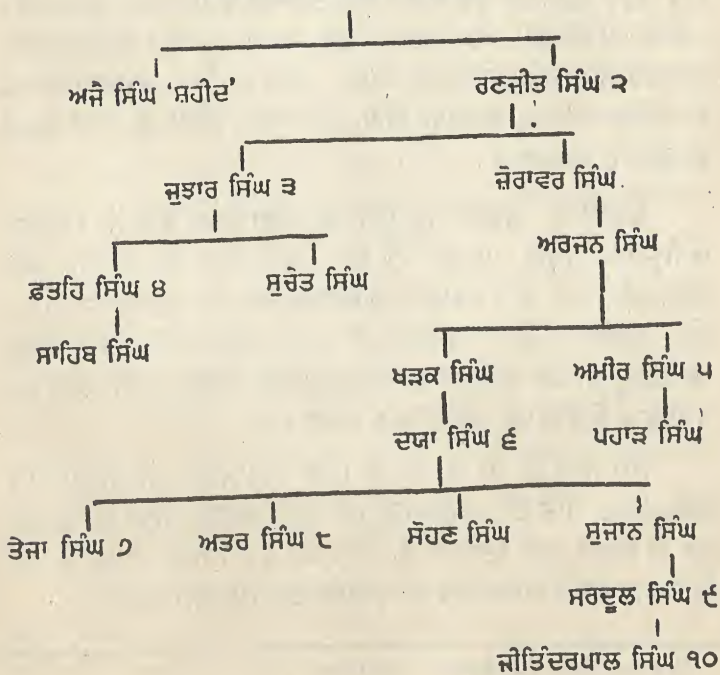 ਅਜੈ ਸਿੰਘ ‘ਸ਼ਹੀਦ’ ਰਣਜੀਤ ਸਿੰਘ ੨
ਜੁਝਾਰ ਸਿੰਘ ੩ ਜ਼ੋਰਾਵਰ ਸਿੰਘ
ਅਰਜਨ ਸਿੰਘ
ਫ਼ਤਹਿ ਸਿੰਘ ੪ ਸੁਚੇਤ ਸਿੰਘ
ਸਾਹਿਬ ਸਿੰਘ
ਖੜਕ ਸਿੰਘ ਅਮੀਰ ਸਿੰਘ ੫
ਦਯਾ ਸਿੰਘ ੬ ਪਹਾੜ ਸਿੰਘ
ਤੇਜਾ ਸਿੰਘ ੭ ਅਤਰ ਸਿੰਘ ੮ ਸੋਹਣ ਸਿੰਘ ਸੁਜਾਨ ਸਿੰਘ
ਸਰਦੂਲ ਸਿੰਘ ੯
ਜੀਤਿੰਦਰਪਾਲ ਸਿੰਘ ੧੦